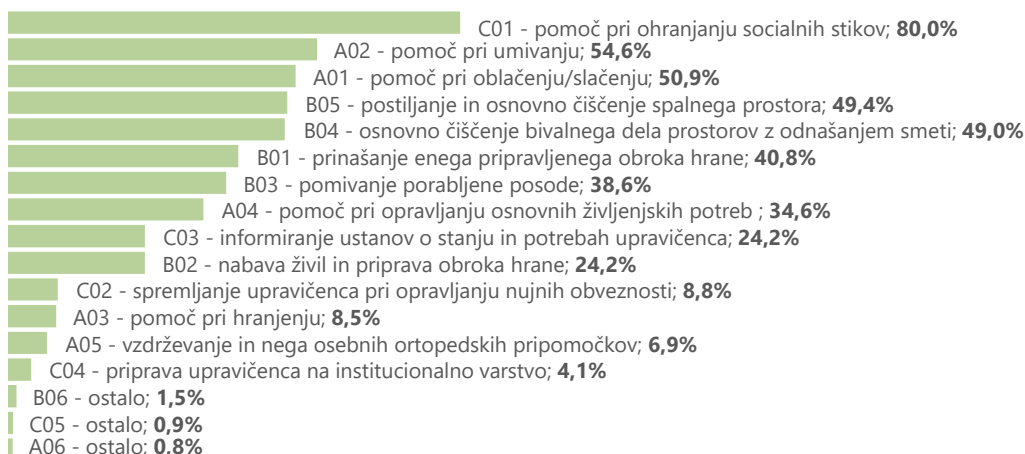 C01 - pomoč pri ohranjanju socialnih stikov; 80,0%
A02 - pomoč pri umivanju; 54,6%
A01 - pomoč pri oblačenju/slačenju; 50,9%
B05 - postiljanje in osnovno čiščenje spalnega prostora; 49,4%
B04 - osnovno čiščenje bivalnega dela prostorov z odnašanjem smeti; 49,0%
B01 - prinašanje enega pripravljenega obroka hrane; 40,8%
B03 - pomivanje porabljene posode; 38,6%
A04 - pomoč pri opravljanju osnovnih življenjskih potreb ; 34,6%
C03 - informiranje ustanov o stanju in potrebah upravičenca; 24,2%
B02 - nabava živil in priprava obroka hrane; 24,2%
C02 - spremljanje upravičenca pri opravljanju nujnih obveznosti; 8,8%
A03 - pomoč pri hranjenju; 8,5%
A05 - vzdrževanje in nega osebnih ortopedskih pripomočkov; 6,9%
C04 - priprava upravičenca na institucionalno varstvo; 4,1%
B06 - ostalo; 1,5%
C05 - ostalo; 0,9%
A06 - ostalo; 0,8%